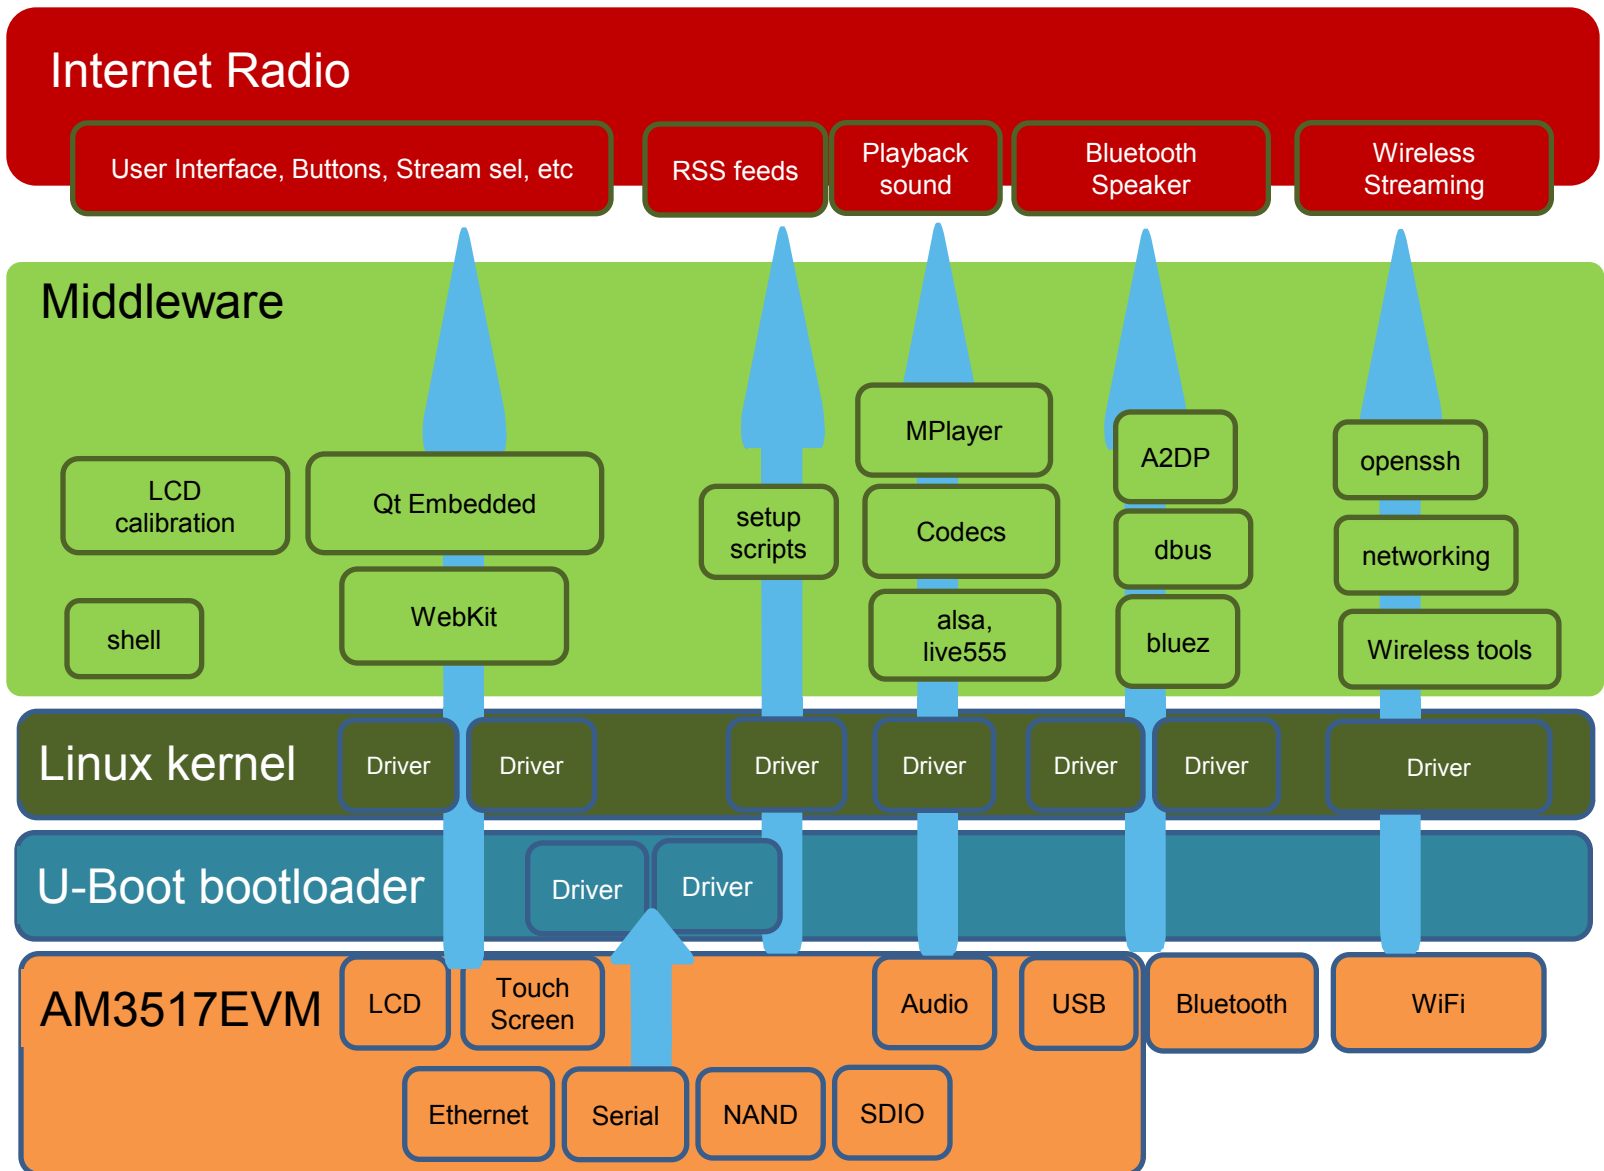 Internet Radio
User Interface, Buttons, Stream sel, etc
RSS feeds
Playback
sound
Bluetooth
Speaker
Wireless
Streaming
Middleware
LCD
calibration
Qt Embedded
setup
scripts
MPlayer
Codecs
A2DP
dbus
openssh
networking
shell
WebKit
alsa,
live555
bluez
Wireless tools
Linux kernel
Driver
Driver
Driver
Driver
Driver
Driver
Driver
U-Boot bootloader
Driver
Driver
AM3517EVM
LCD
Touch
Screen
Audio
USB
Bluetooth
WiFi
Ethernet
Serial
NAND
SDIO